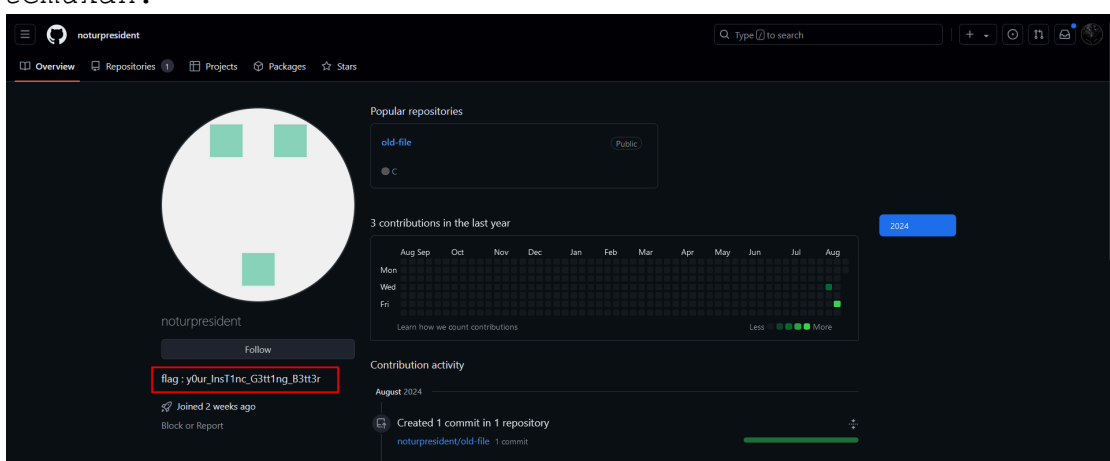 noturpresident
Type / to search
Overview Repositories 1 Projects Packages Stars
Popular repositories
old-file Public
C
3 contributions in the last year
2024
Aug Sep Oct Nov Dec Jan Feb Mar Apr May Jun Jul Aug
Mon
Wed
Fri
Learn how we count contributions Less More
noturpresident
Follow
flag : y0ur_InsT1nc_G3tt1ng_B3tt3r
Joined 2 weeks ago
Block or Report
Contribution activity
August 2024
Created 1 commit in 1 repository
noturpresident/old-file 1 commit